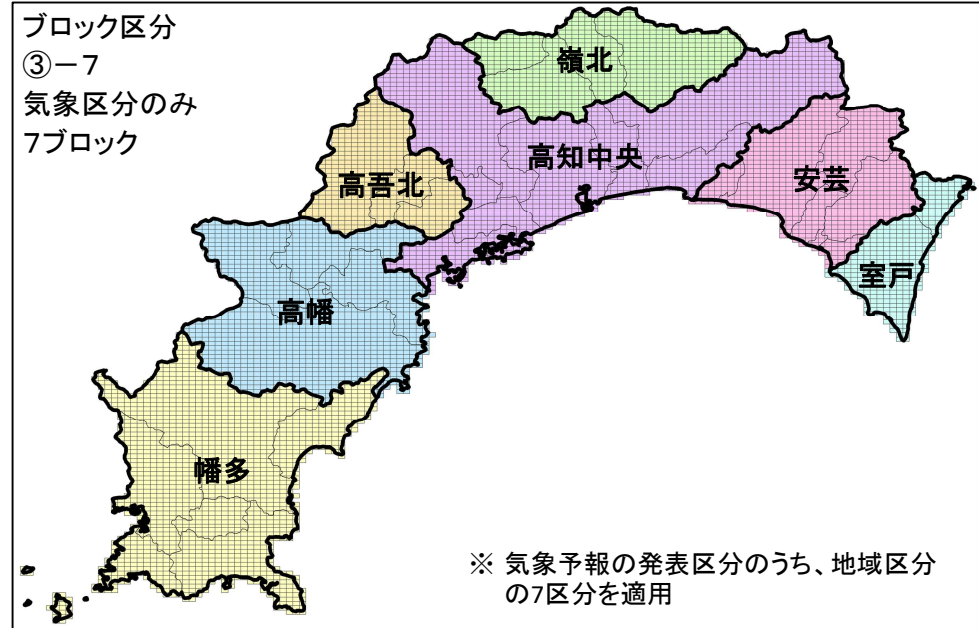 ブロック区分
③－7
気象区分のみ
7ブロック
嶺北
高知中央
高吾北
安芸
室戸
高幡
幡多
※ 気象予報の発表区分のうち、地域区分
の7区分を適用